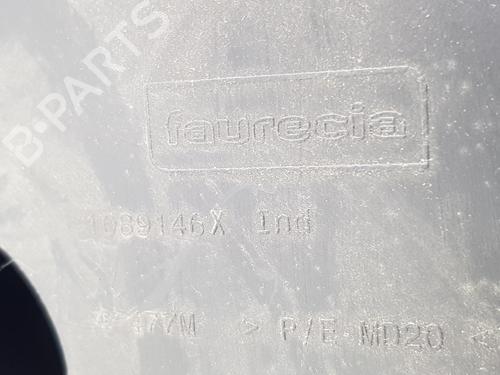 B-PARTS
faurecia
1089146X Ind
> P/E-MD20 <